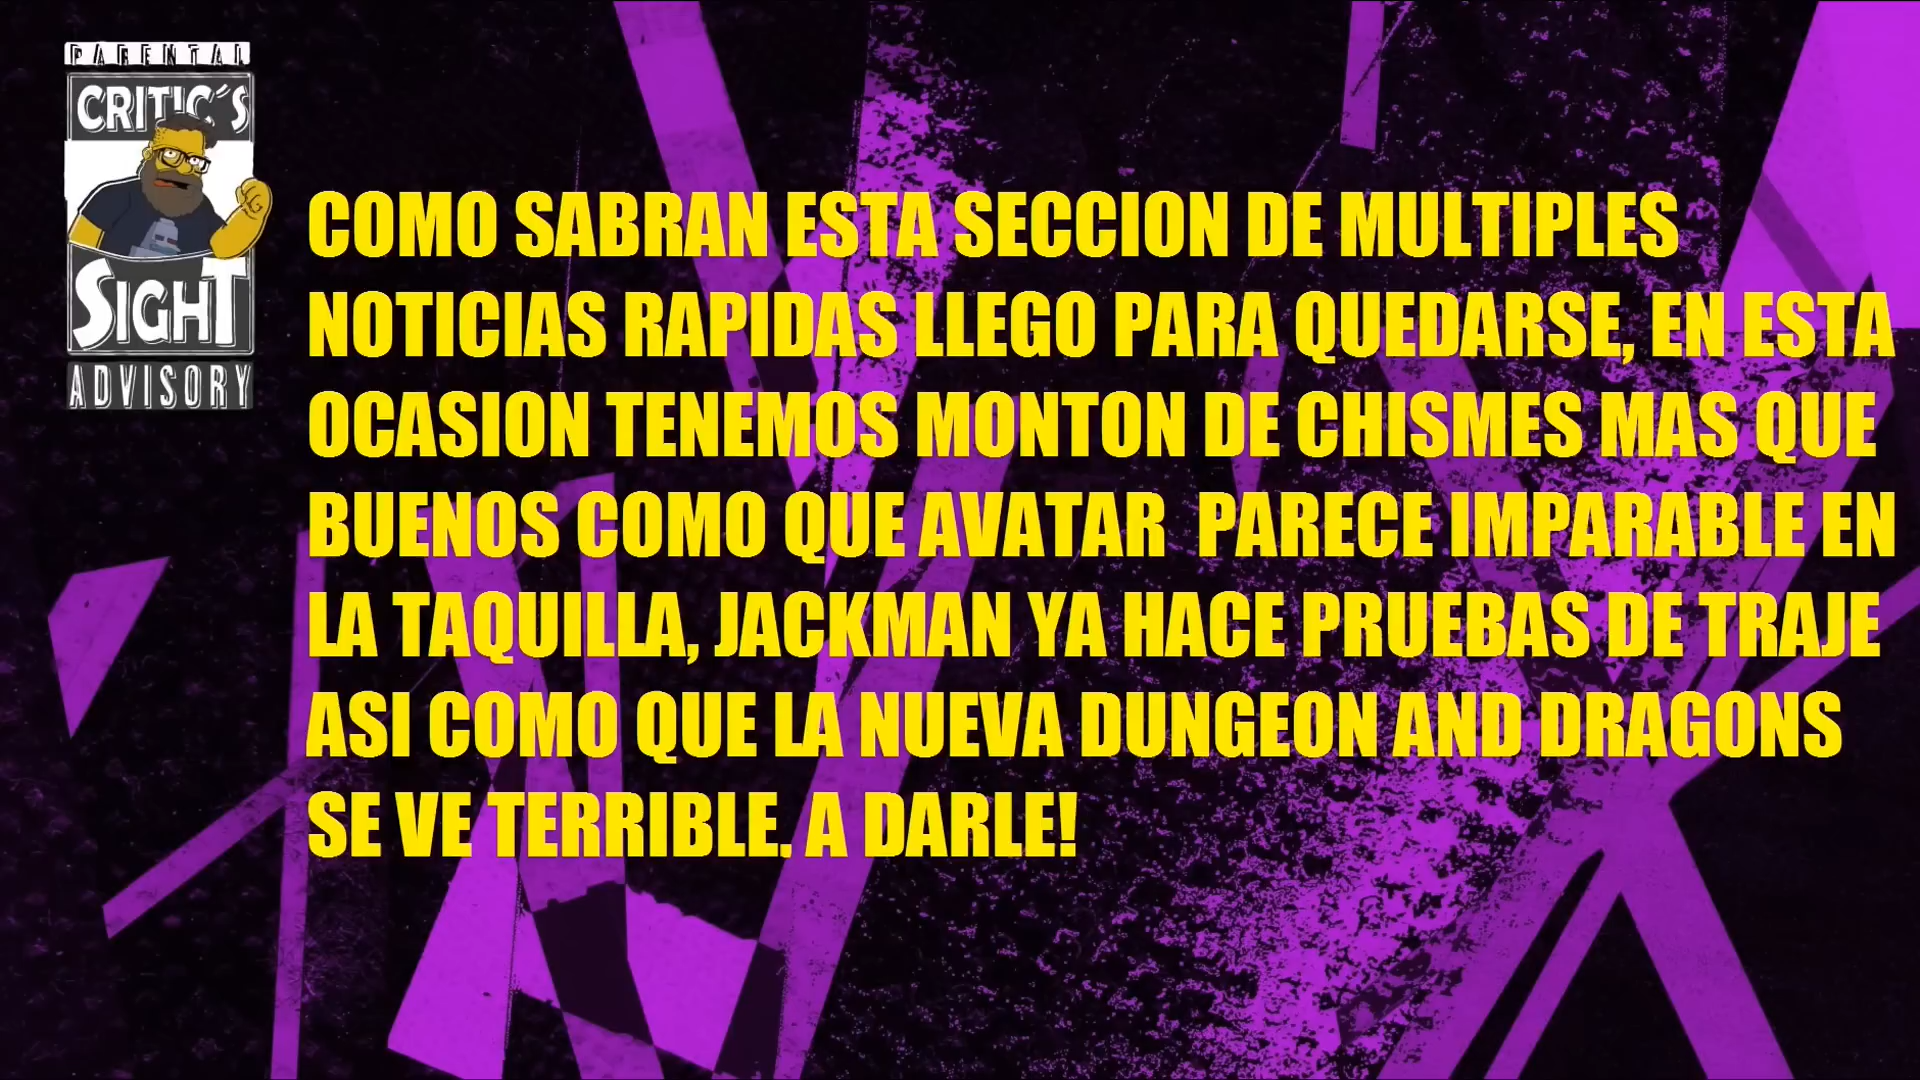 PARENTAL
CRITIC´S
SIGHT
ADVISORY
COMO SABRAN ESTA SECCION DE MULTIPLES
NOTICIAS RAPIDAS LLEGO PARA QUEDARSE, EN ESTA
OCASION TENEMOS MONTON DE CHISMES MAS QUE
BUENOS COMO QUE AVATAR PARECE IMPARABLE EN
LA TAQUILLA, JACKMAN YA HACE PRUEBAS DE TRAJE
ASI COMO QUE LA NUEVA DUNGEON AND DRAGONS
SE VE TERRIBLE. A DARLE!